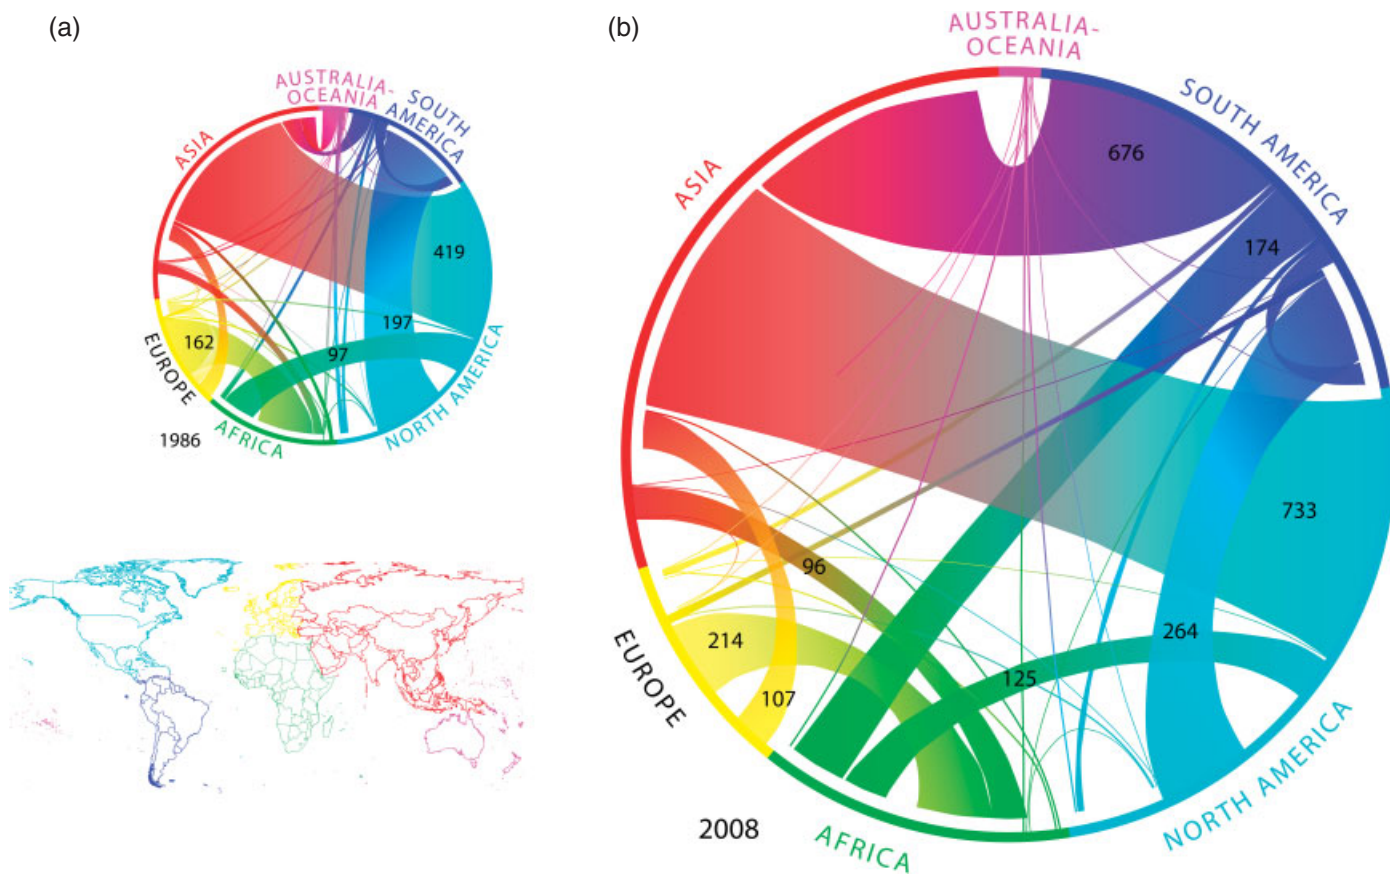 (a)
AUSTRALIA-
OCEANIA
SOUTH
AMERICA
ASIA
419
197
162
97
EUROPE
AFRICA
NORTH AMERICA
1986
(b)
AUSTRALIA-
OCEANIA
SOUTH AMERICA
676
ASIA
174
733
96
264
214
125
107
EUROPE
NORTH AMERICA
2008
AFRICA